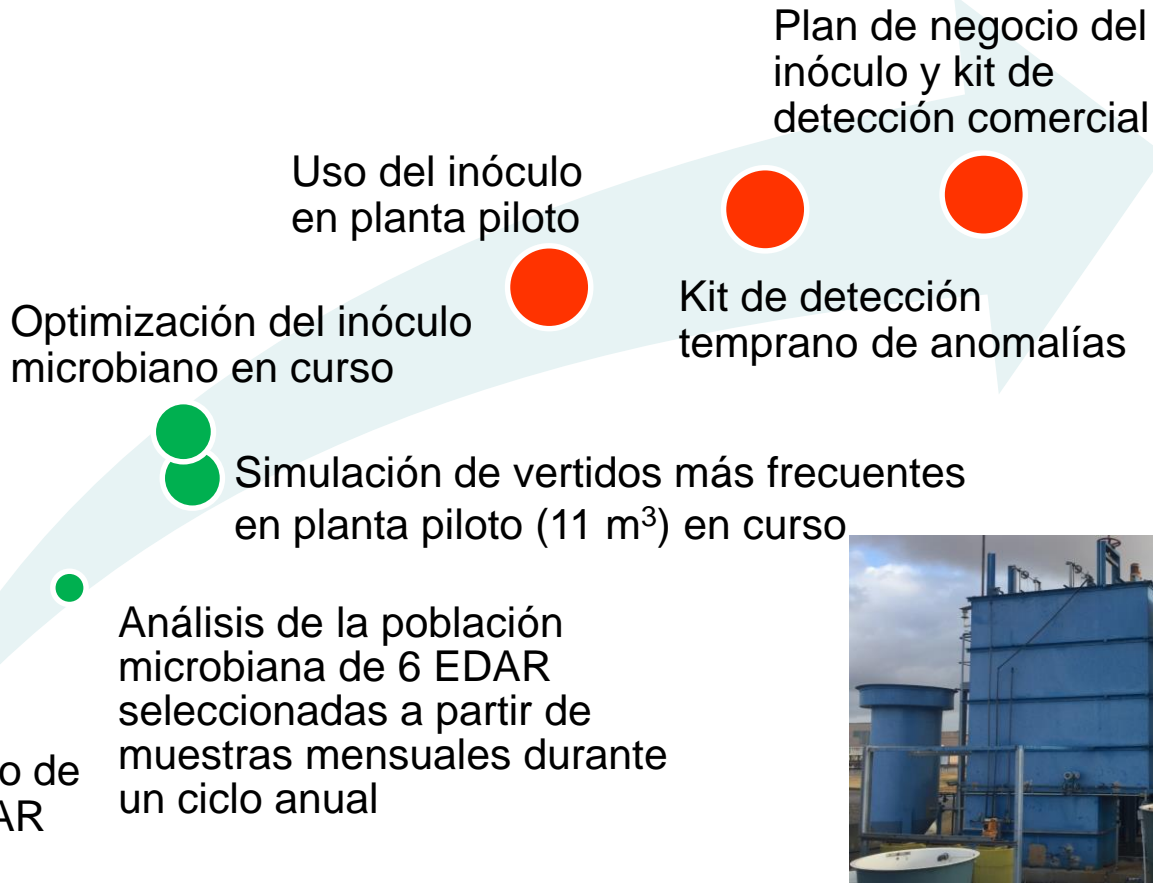 Plan de negocio del
inóculo y kit de
detección comercial
Uso del inóculo
en planta piloto
Kit de detección
temprano de anomalías
Optimización del inóculo
microbiano en curso
Simulación de vertidos más frecuentes
en planta piloto (11 m³) en curso
Análisis de la población
microbiana de 6 EDAR
seleccionadas a partir de
muestras mensuales durante
un ciclo anual
de